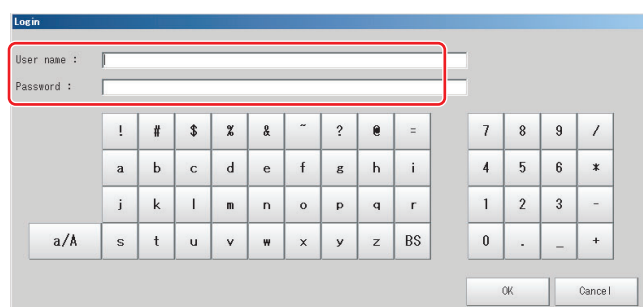 Login
User name :
Password :
! # $ % & ~ ? @ = 7 8 9 /
a b c d e f g h i 4 5 6 *
j k l m n o p q r 1 2 3 -
a/A s t u v w x y z BS 0 . _ +
OK Cancel